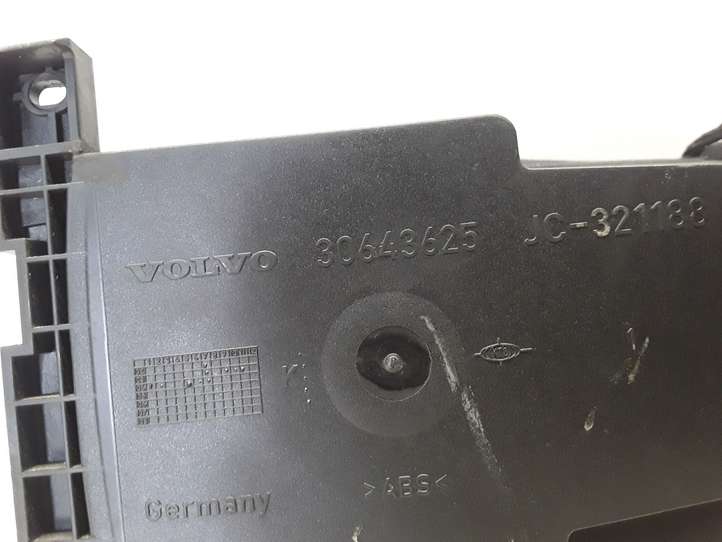 VOLVO 30643625 JC-321188
K
>ABS<
Germany